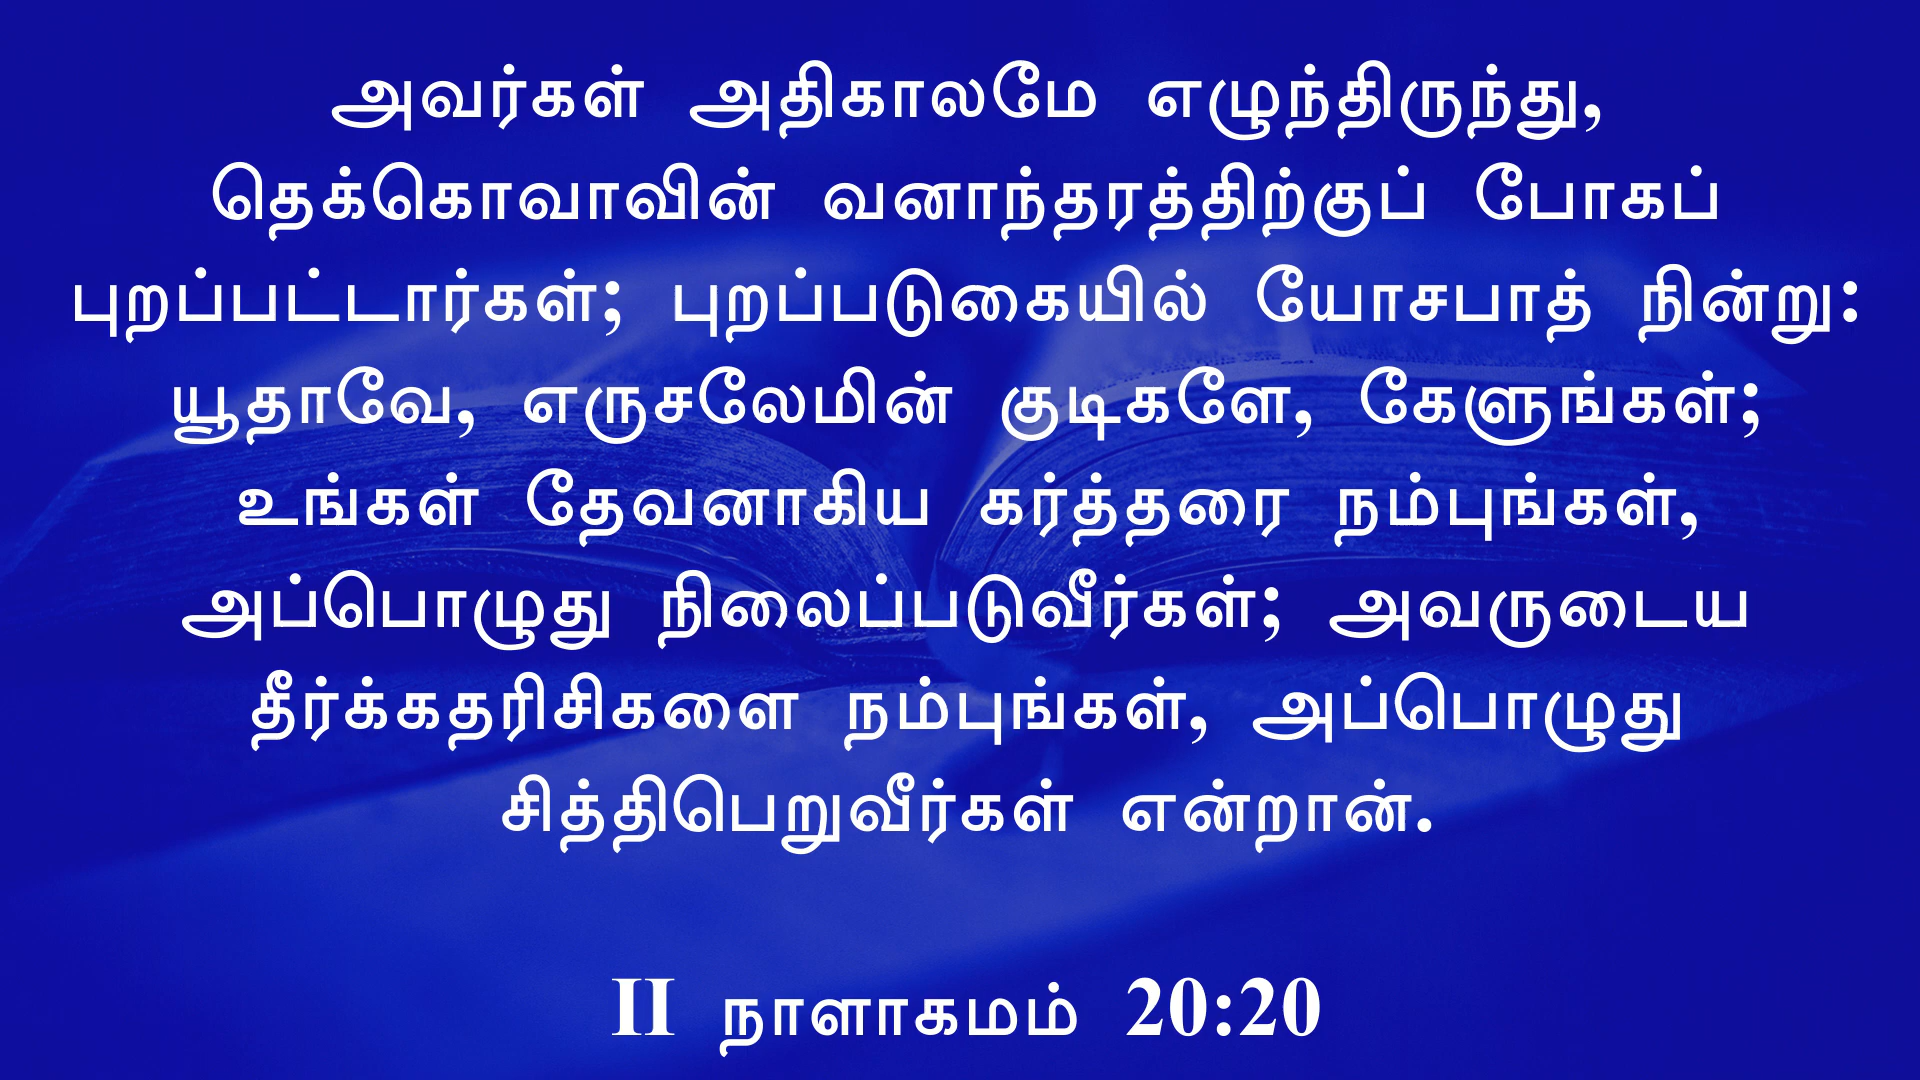 அவர்கள் அதிகாலமே எழுந்திருந்து,
தெக்கொவாவின் வனாந்தரத்திற்குப் போகப்
புறப்பட்டார்கள்; புறப்படுகையில் யோசபாத் நின்று:
யூதாவே, எருசலேமின் குடிகளே, கேளுங்கள்;
உங்கள் தேவனாகிய கர்த்தரை நம்புங்கள்,
அப்பொழுது நிலைப்படுவீர்கள்; அவருடைய
தீர்க்கதரிசிகளை நம்புங்கள், அப்பொழுது
சித்திபெறுவீர்கள் என்றான்.
II நாளாகமம் 20:20